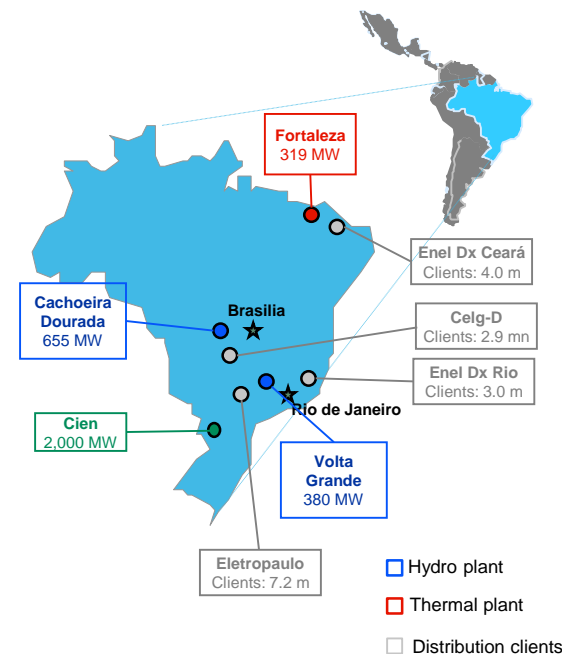 Fortaleza
319 MW
Enel Dx Ceará
Clients: 4.0 m
Cachoeira
Dourada
655 MW
Brasilia
Celg-D
Clients: 2.9 mn
Enel Dx Rio
Clients: 3.0 m
Rio de Janeiro
Cien
2,000 MW
Volta
Grande
380 MW
Eletropaulo
Clients: 7.2 m
Hydro plant
Thermal plant
Distribution clients